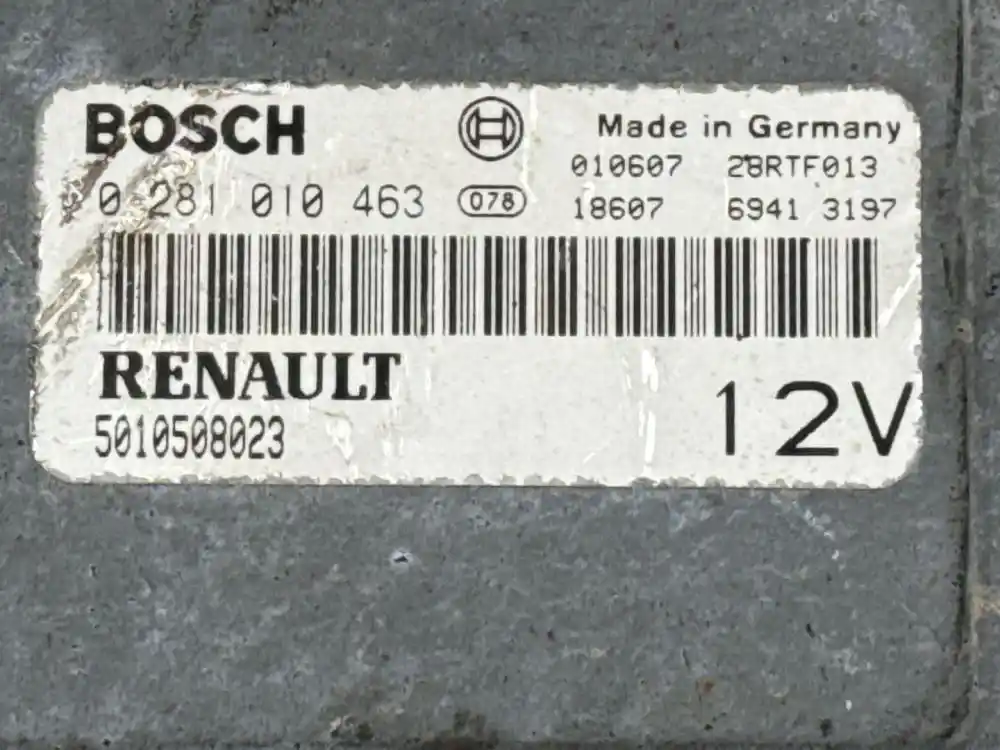 BOSCH Made in Germany
010607 28RTF013
0 281 010 463 078 18607 6941 3197
RENAULT
5010508023
12V